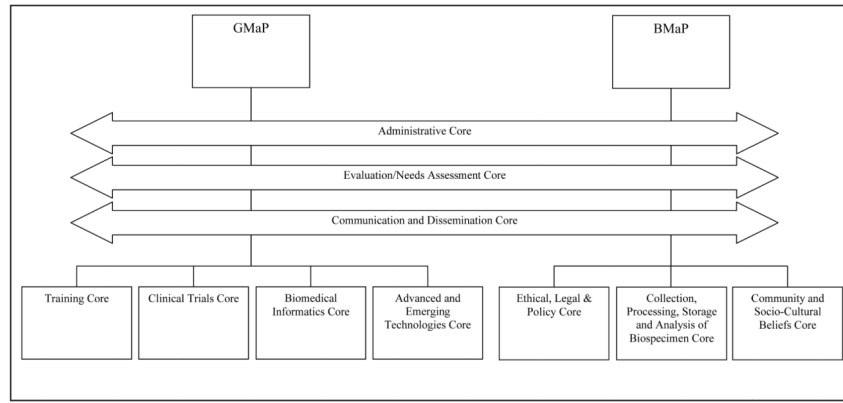 GMaP
BMaP
Administrative Core
Evaluation/Needs Assessment Core
Communication and Dissemination Core
Training Core
Clinical Trials Core
Biomedical
Informatics Core
Advanced and
Emerging
Technologies Core
Ethical, Legal &
Policy Core
Collection,
Processing, Storage
and Analysis of
Biospecimen Core
Community and
Socio-Cultural
Beliefs Core